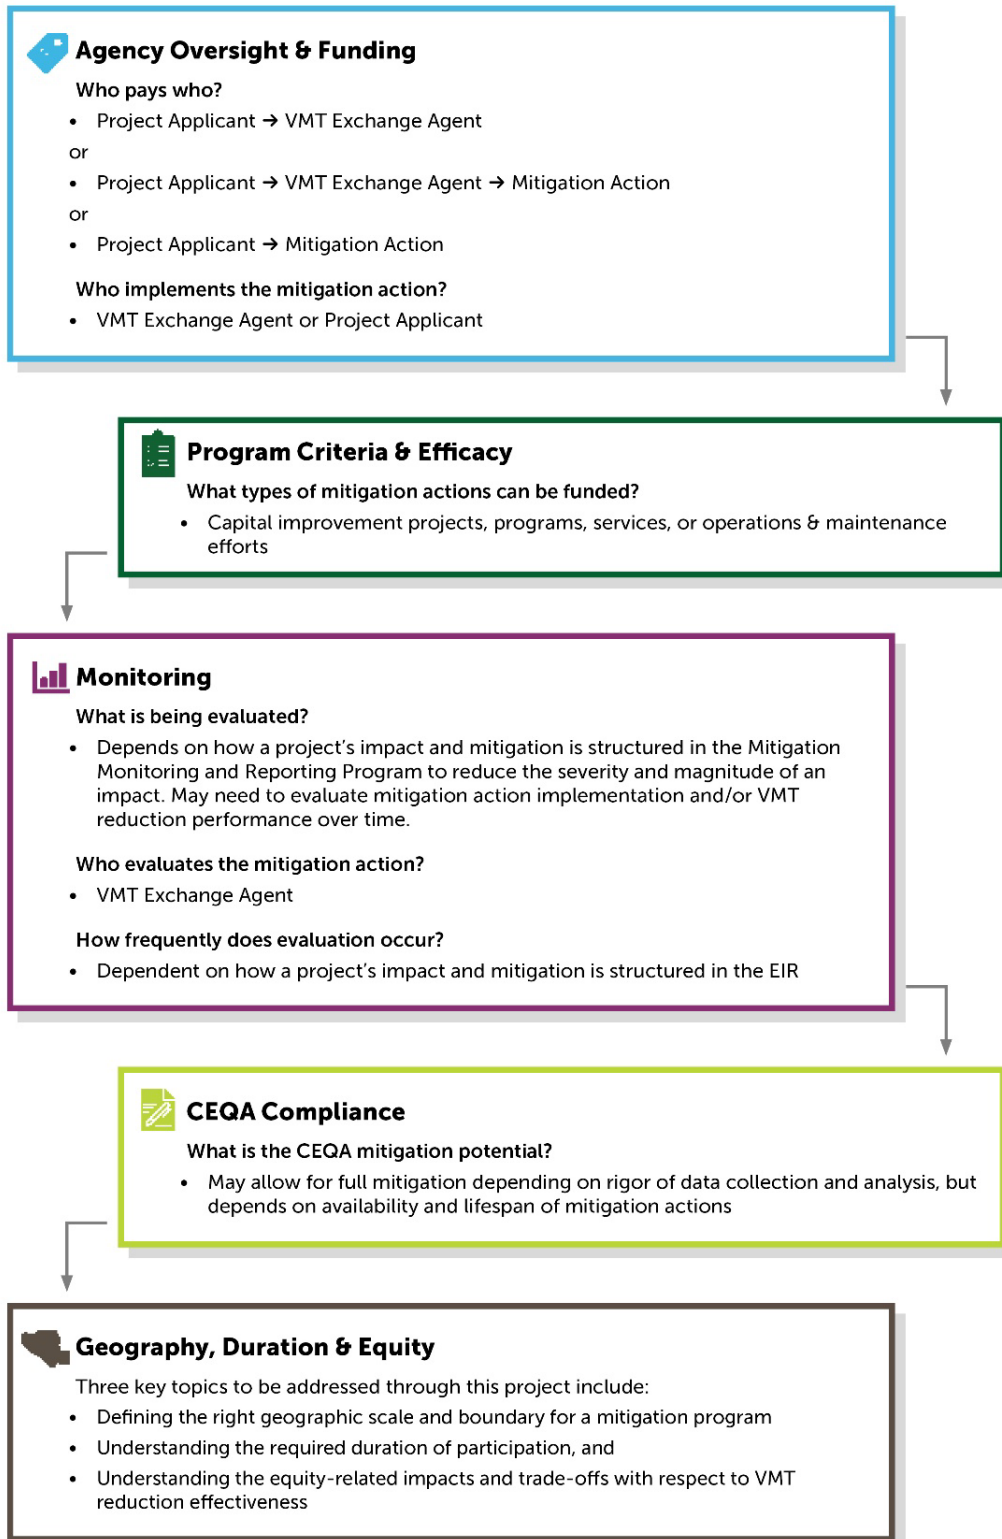 Agency Oversight & Funding
Who pays who?
• Project Applicant → VMT Exchange Agent
or
• Project Applicant → VMT Exchange Agent → Mitigation Action
or
• Project Applicant → Mitigation Action
Who implements the mitigation action?
• VMT Exchange Agent or Project Applicant
Program Criteria & Efficacy
What types of mitigation actions can be funded?
• Capital improvement projects, programs, services, or operations & maintenance
efforts
Monitoring
What is being evaluated?
• Depends on how a project's impact and mitigation is structured in the Mitigation
Monitoring and Reporting Program to reduce the severity and magnitude of an
impact. May need to evaluate mitigation action implementation and/or VMT
reduction performance over time.
Who evaluates the mitigation action?
• VMT Exchange Agent
How frequently does evaluation occur?
• Dependent on how a project's impact and mitigation is structured in the EIR
CEQA Compliance
What is the CEQA mitigation potential?
• May allow for full mitigation depending on rigor of data collection and analysis, but
depends on availability and lifespan of mitigation actions
Geography, Duration & Equity
Three key topics to be addressed through this project include:
• Defining the right geographic scale and boundary for a mitigation program
• Understanding the required duration of participation, and
• Understanding the equity-related impacts and trade-offs with respect to VMT
reduction effectiveness